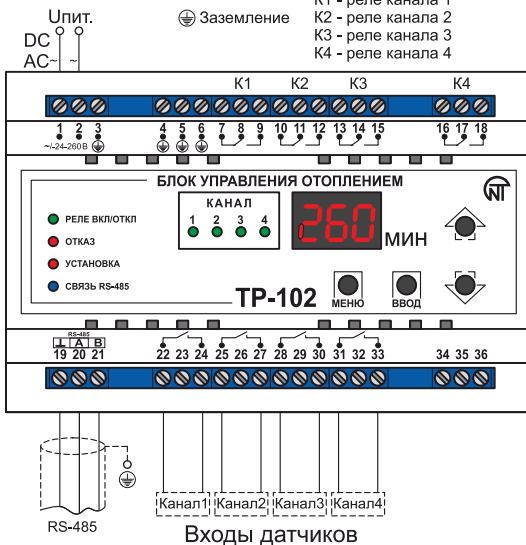 Uпит.
DC
AC~ ~
Заземление
К1 - реле канала 1
К2 - реле канала 2
К3 - реле канала 3
К4 - реле канала 4
К1 К2 К3 К4
1 2 3 4 5 6 7 8 9 10 11 12 13 14 15 16 17 18
~/-24-260В
БЛОК УПРАВЛЕНИЯ ОТОПЛЕНИЕМ
NT
КАНАЛ
1 2 3 4
РЕЛЕ ВКЛ/ОТКЛ
ОТКАЗ
УСТАНОВКА
СВЯЗЬ RS-485
260 МИН
ТР-102
МЕНЮ
ВВОД
RS-485
⊥ A B
19 20 21 22 23 24 25 26 27 28 29 30 31 32 33 34 35 36
Канал1 Канал2 Канал3 Канал4
RS-485
Входы датчиков